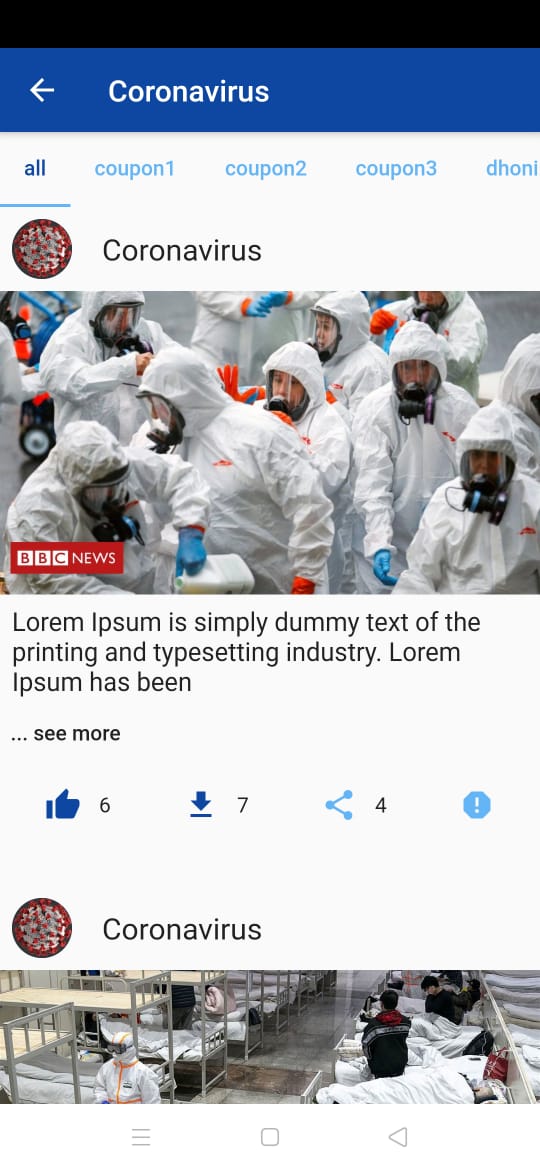 Coronavirus
all coupon1 coupon2 coupon3 dhoni
Coronavirus
BBC NEWS
Lorem Ipsum is simply dummy text of the
printing and typesetting industry. Lorem
Ipsum has been
... see more
6 7 4
Coronavirus